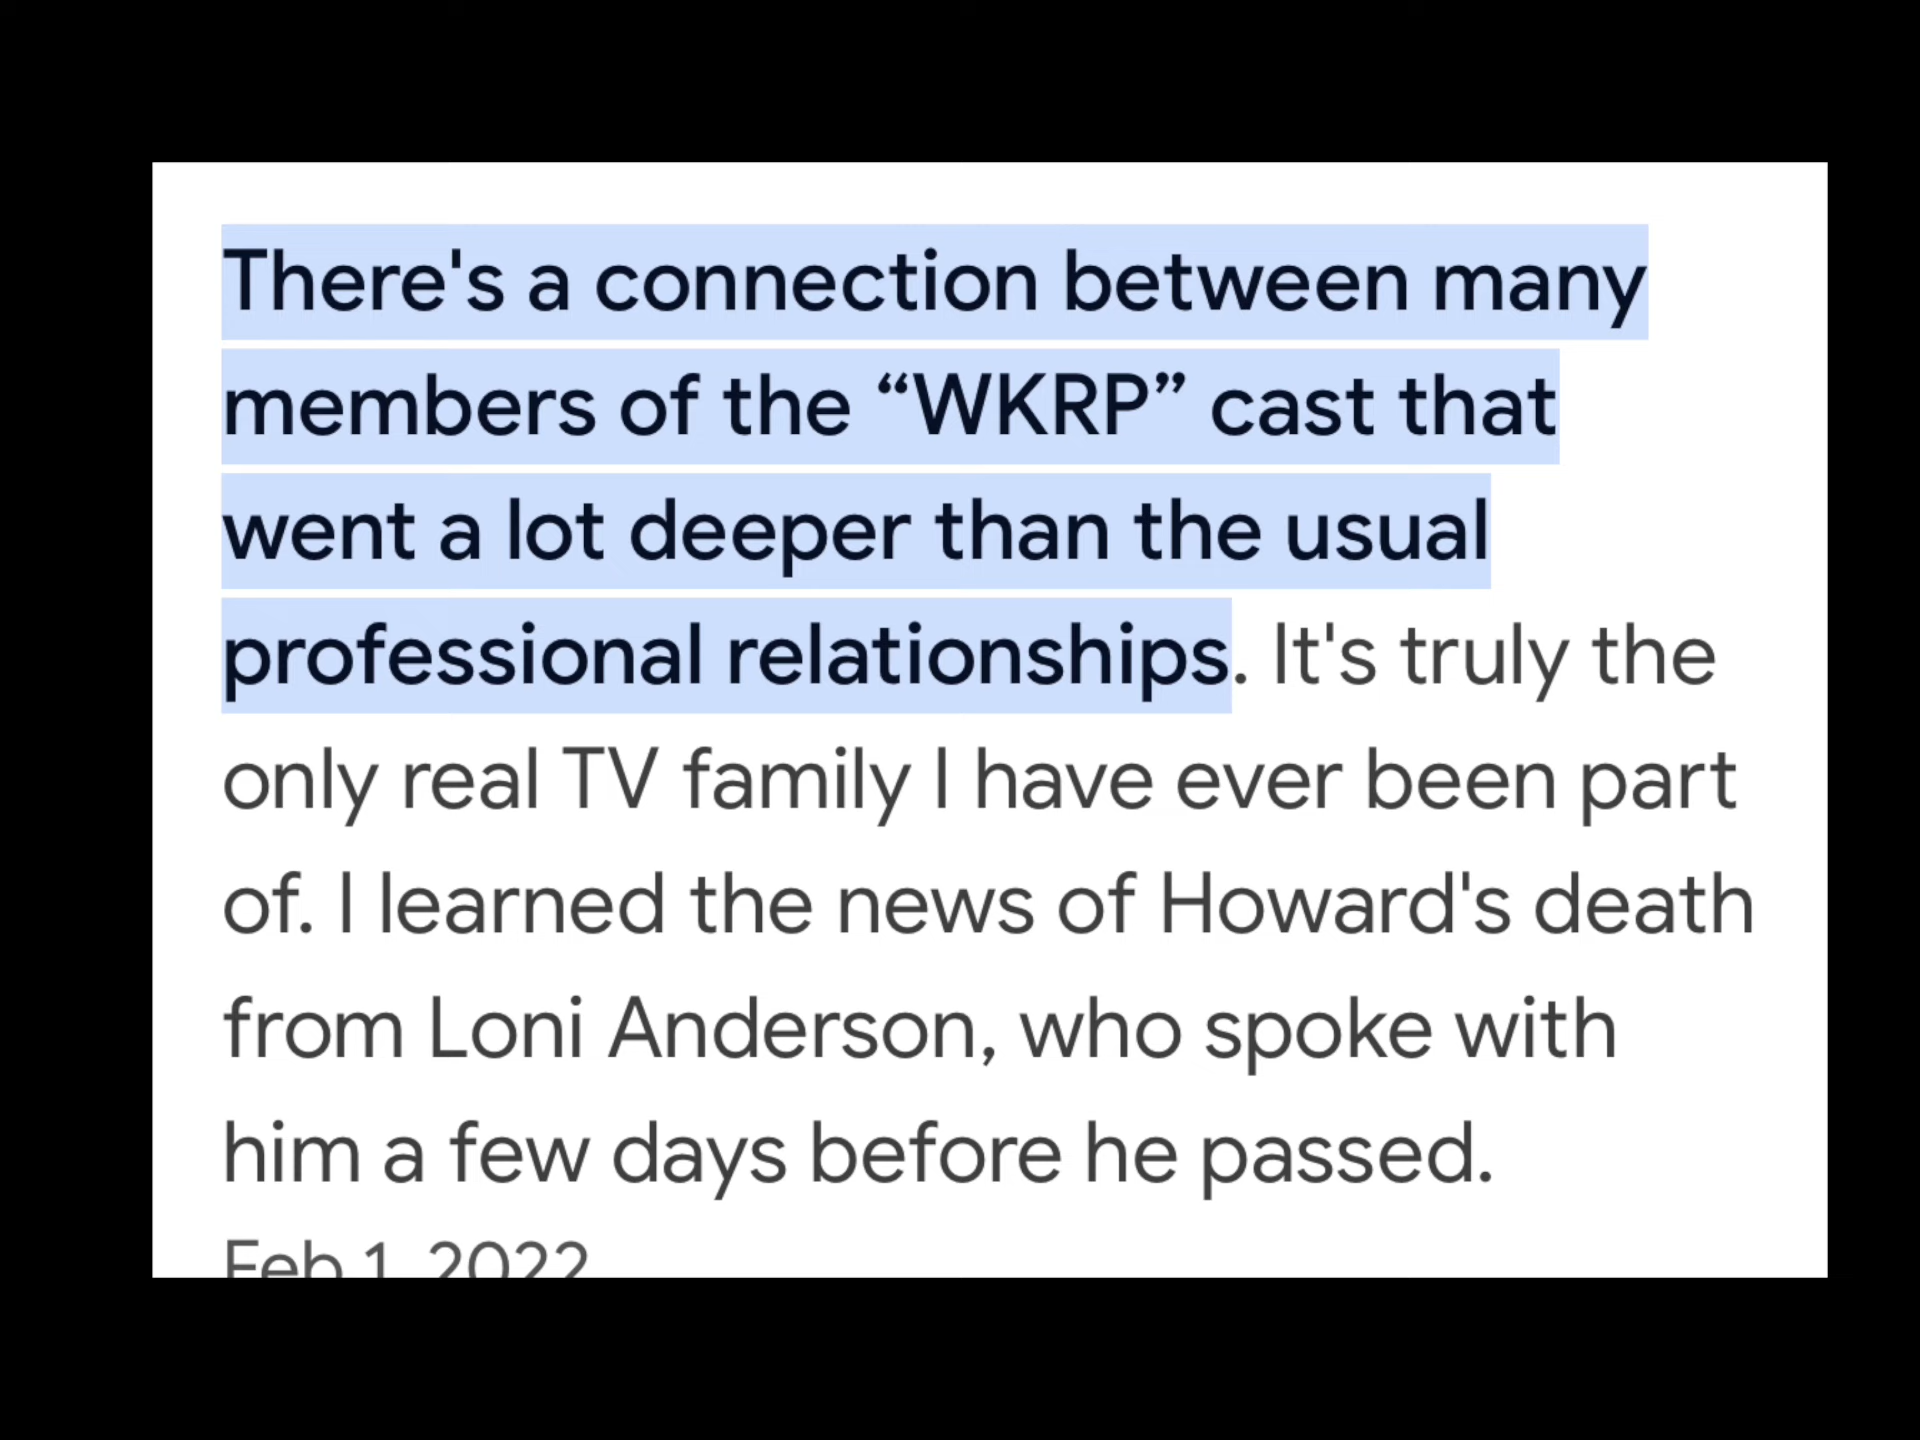 There's a connection between many
members of the “WKRP” cast that
went a lot deeper than the usual
professional relationships. It's truly the
only real TV family I have ever been part
of. I learned the news of Howard's death
from Loni Anderson, who spoke with
him a few days before he passed.
Feb 1, 2022